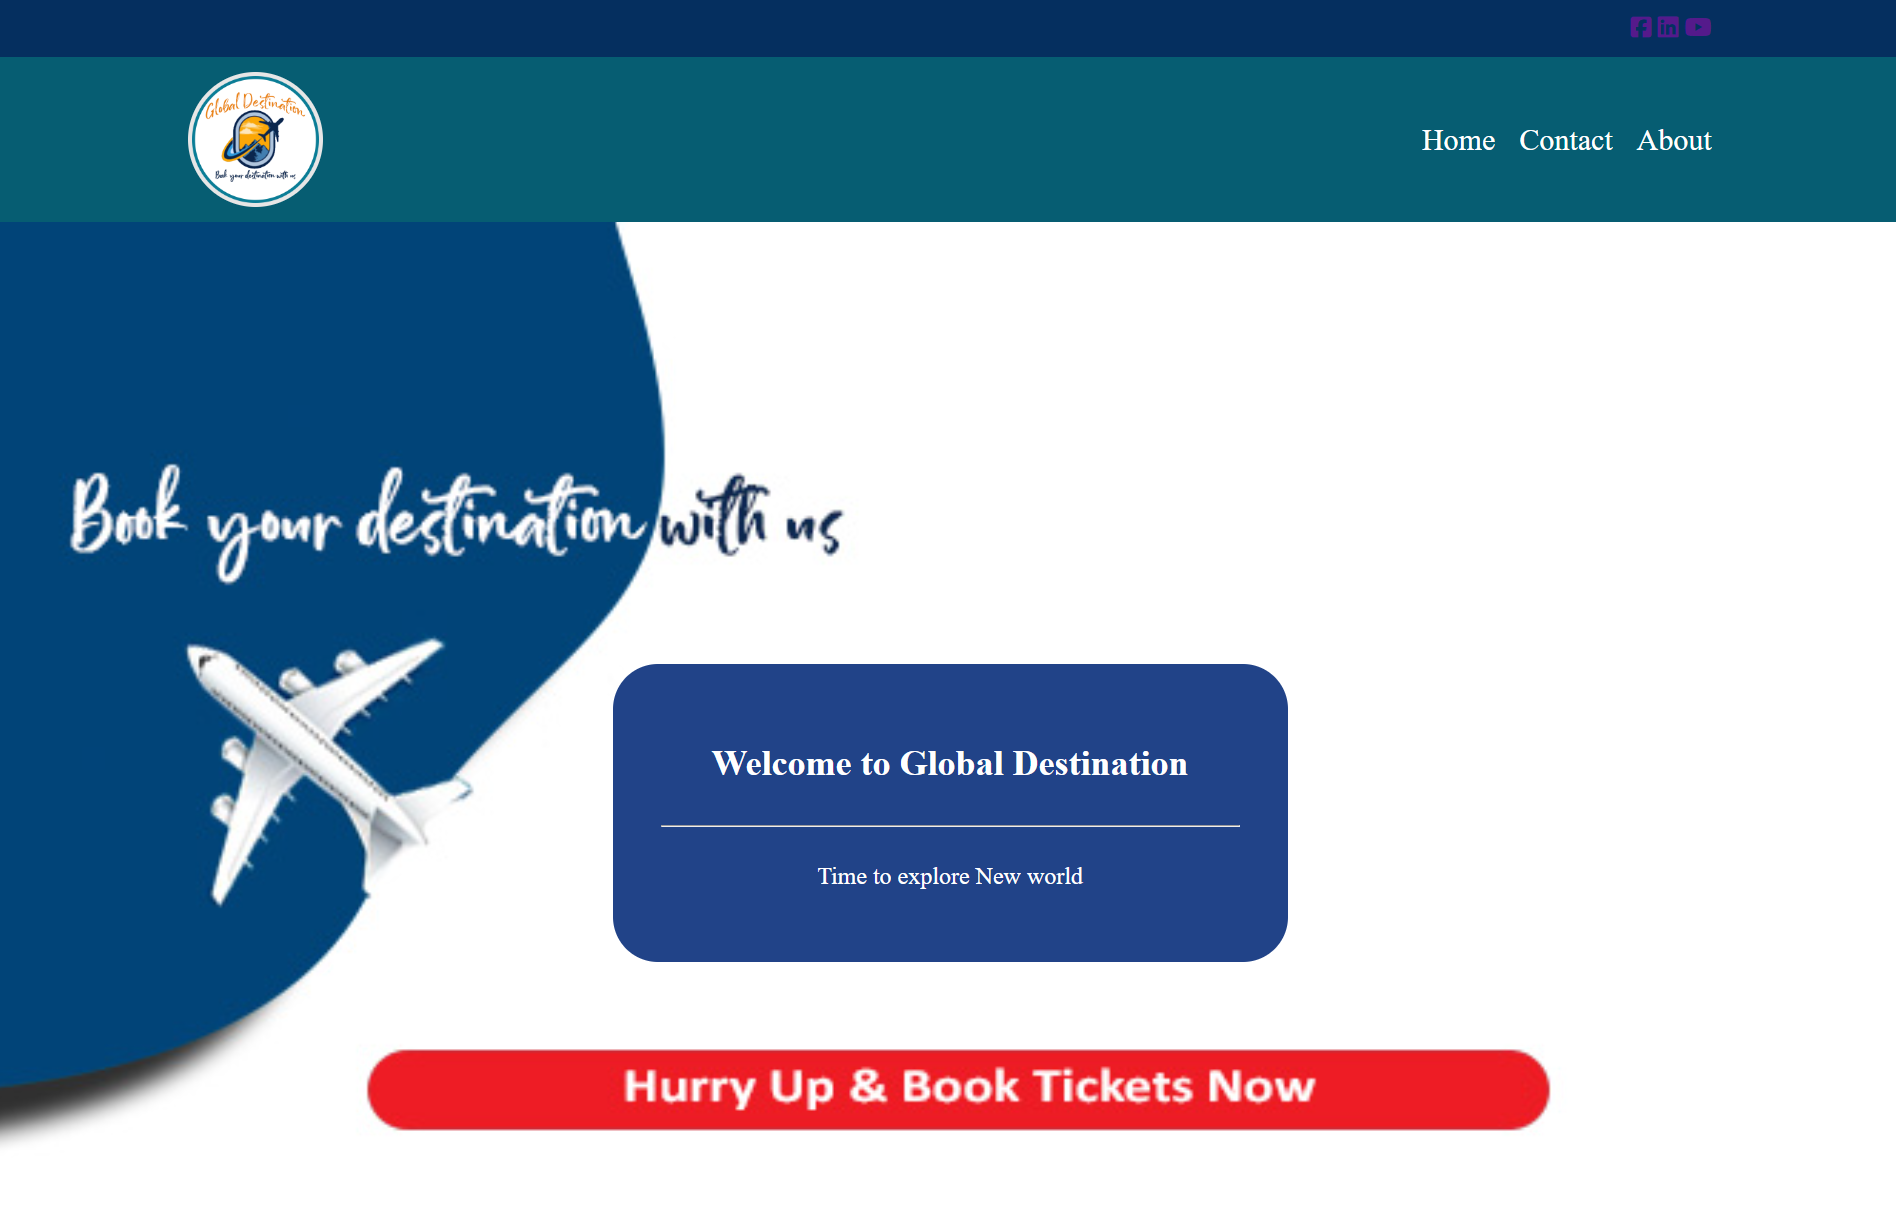 Global Destination
Book your destination with us
Home Contact About
Book your destination with us
Welcome to Global Destination
Time to explore New world
Hurry Up & Book Tickets Now